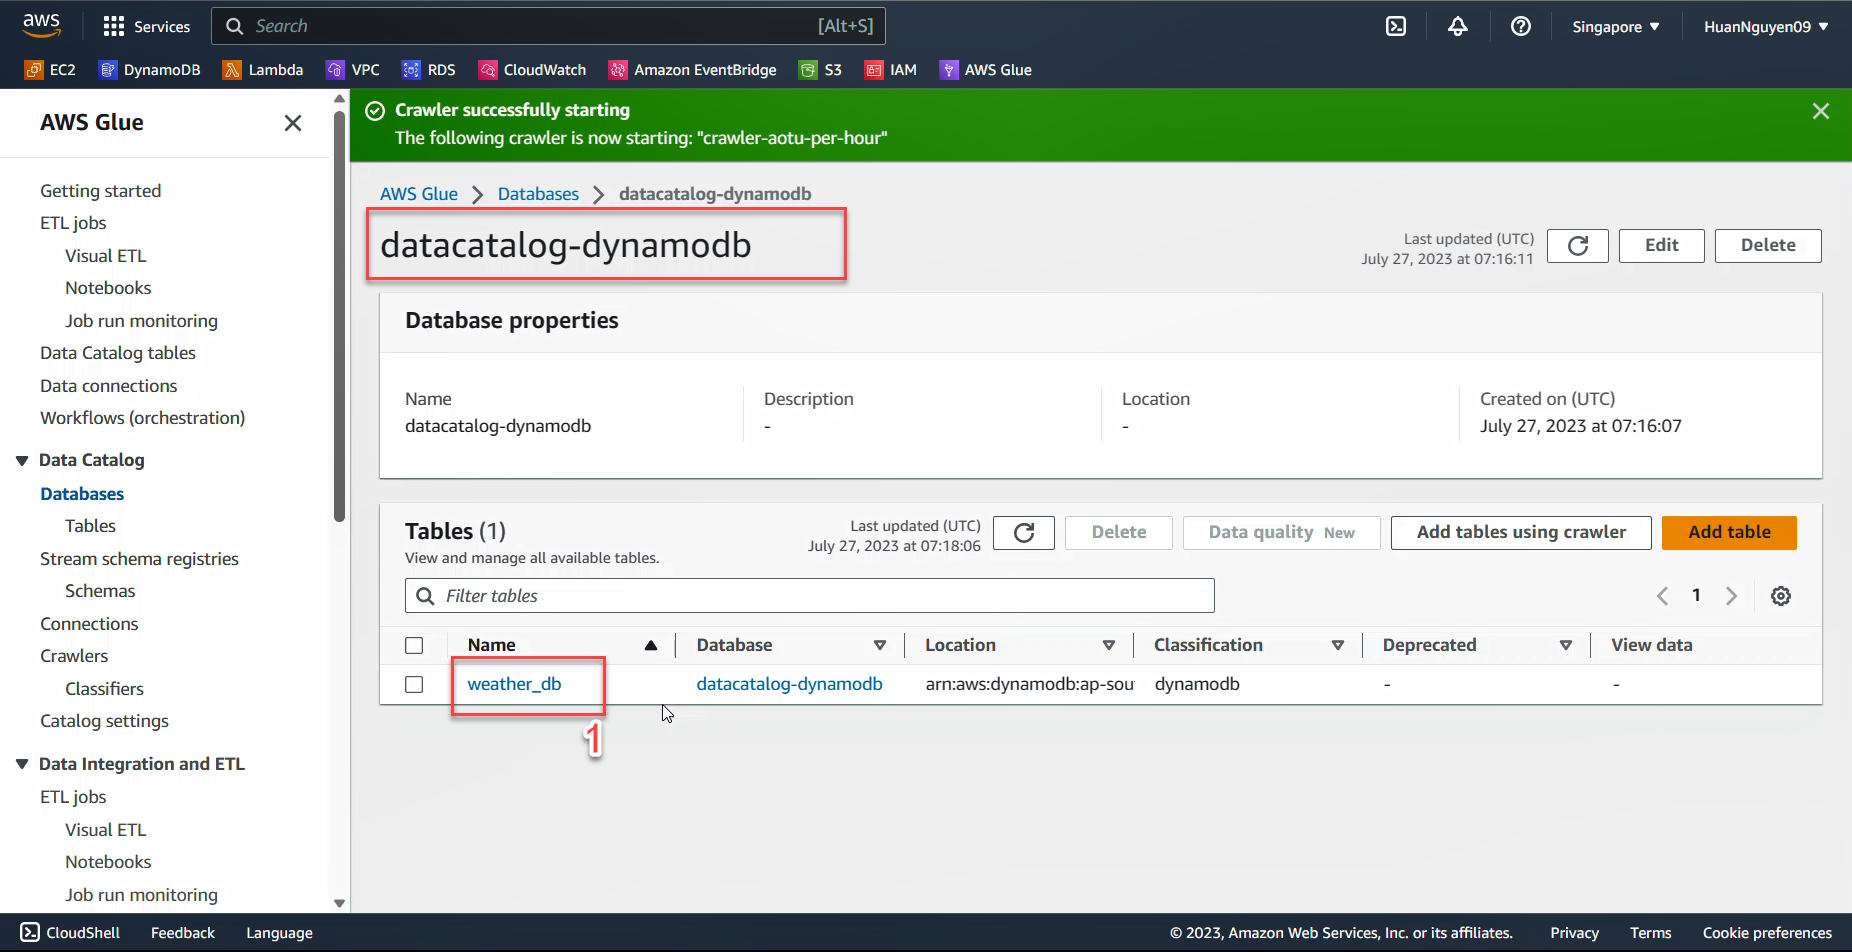 aws
Services
Search
[Alt+S]
Singapore
HuanNguyen09
EC2
DynamoDB
Lambda
VPC
RDS
CloudWatch
Amazon EventBridge
S3
IAM
AWS Glue
AWS Glue
Getting started
ETL jobs
Visual ETL
Notebooks
Job run monitoring
Data Catalog tables
Data connections
Workflows (orchestration)
Data Catalog
Databases
Tables
Stream schema registries
Schemas
Connections
Crawlers
Classifiers
Catalog settings
Data Integration and ETL
ETL jobs
Visual ETL
Notebooks
Job run monitoring
Crawler successfully starting
The following crawler is now starting: "crawler-aotu-per-hour"
AWS Glue
Databases
datacatalog-dynamodb
datacatalog-dynamodb
Last updated (UTC)
July 27, 2023 at 07:16:11
Edit
Delete
Database properties
Name
datacatalog-dynamodb
Description
-
Location
-
Created on (UTC)
July 27, 2023 at 07:16:07
Tables (1)
View and manage all available tables.
Last updated (UTC)
July 27, 2023 at 07:18:06
Delete
Data quality New
Add tables using crawler
Add table
Filter tables
1
Name
Database
Location
Classification
Deprecated
View data
weather_db
datacatalog-dynamodb
arn:aws:dynamodb:ap-sou
dynamodb
-
-
1
CloudShell
Feedback
Language
© 2023, Amazon Web Services, Inc. or its affiliates.
Privacy
Terms
Cookie preferences